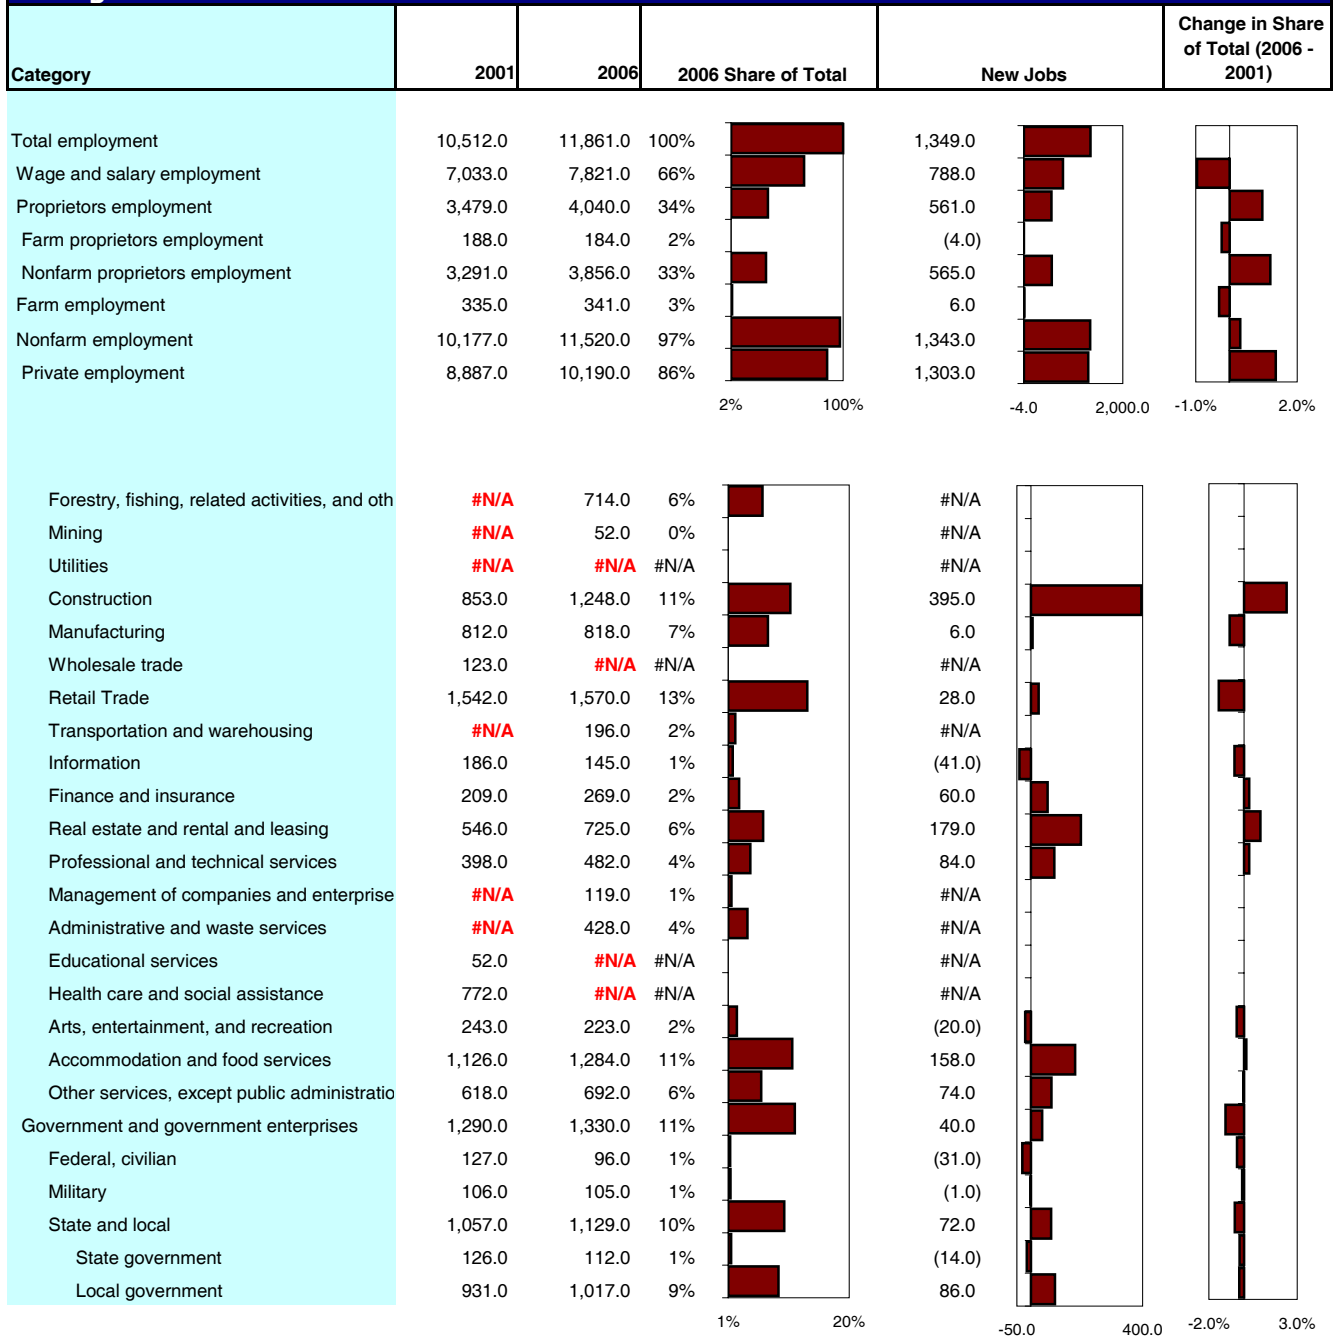 Category 2001 2006 2006 Share of Total New Jobs Change in Share of Total (2006 - 2001)
Total employment 10,512.0 11,861.0 100% 1,349.0
Wage and salary employment 7,033.0 7,821.0 66% 788.0
Proprietors employment 3,479.0 4,040.0 34% 561.0
Farm proprietors employment 188.0 184.0 2% (4.0)
Nonfarm proprietors employment 3,291.0 3,856.0 33% 565.0
Farm employment 335.0 341.0 3% 6.0
Nonfarm employment 10,177.0 11,520.0 97% 1,343.0
Private employment 8,887.0 10,190.0 86% 1,303.0
2% 100% -4.0 2,000.0 -1.0% 2.0%
Forestry, fishing, related activities, and oth #N/A 714.0 6% #N/A
Mining #N/A 52.0 0% #N/A
Utilities #N/A #N/A #N/A #N/A
Construction 853.0 1,248.0 11% 395.0
Manufacturing 812.0 818.0 7% 6.0
Wholesale trade 123.0 #N/A #N/A #N/A
Retail Trade 1,542.0 1,570.0 13% 28.0
Transportation and warehousing #N/A 196.0 2% #N/A
Information 186.0 145.0 1% (41.0)
Finance and insurance 209.0 269.0 2% 60.0
Real estate and rental and leasing 546.0 725.0 6% 179.0
Professional and technical services 398.0 482.0 4% 84.0
Management of companies and enterprise #N/A 119.0 1% #N/A
Administrative and waste services #N/A 428.0 4% #N/A
Educational services 52.0 #N/A #N/A #N/A
Health care and social assistance 772.0 #N/A #N/A #N/A
Arts, entertainment, and recreation 243.0 223.0 2% (20.0)
Accommodation and food services 1,126.0 1,284.0 11% 158.0
Other services, except public administratio 618.0 692.0 6% 74.0
Government and government enterprises 1,290.0 1,330.0 11% 40.0
Federal, civilian 127.0 96.0 1% (31.0)
Military 106.0 105.0 1% (1.0)
State and local 1,057.0 1,129.0 10% 72.0
State government 126.0 112.0 1% (14.0)
Local government 931.0 1,017.0 9% 86.0
1% 20% -50.0 400.0 -2.0% 3.0%